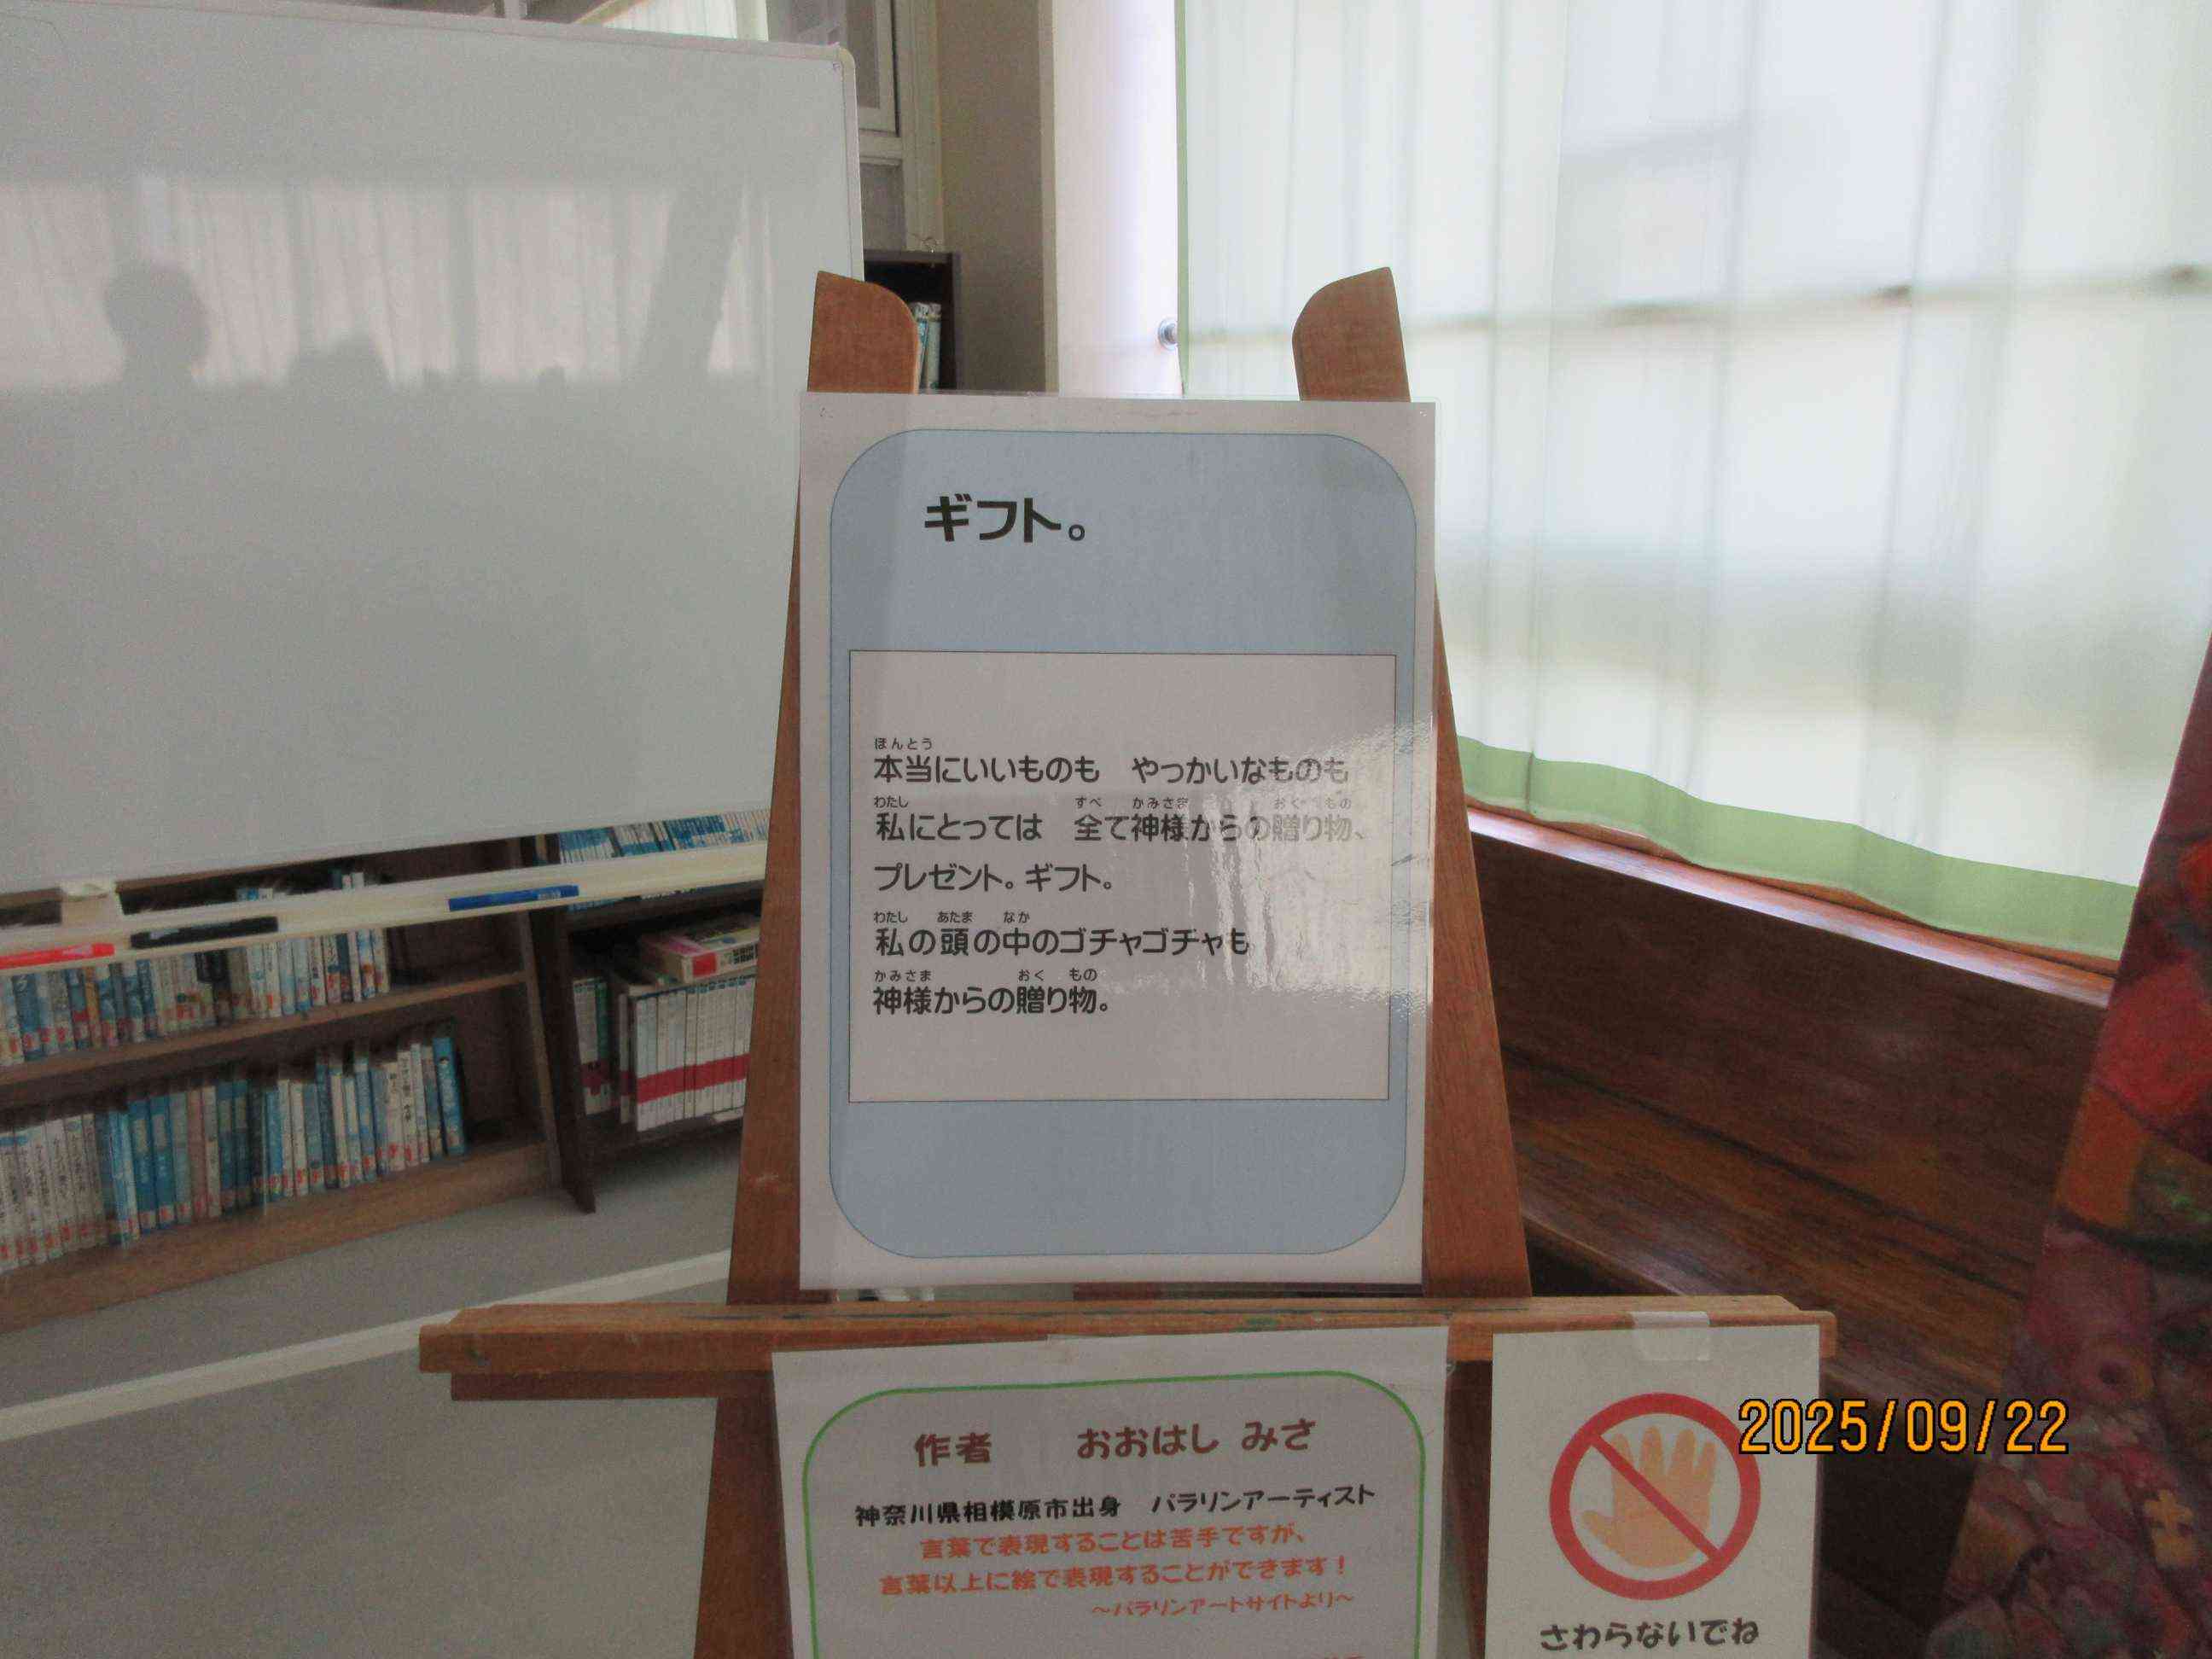 ギフト。
ほんとう
本当にいいものも　やっかいなものも
わたし　すべ　かみさま　おく　もの
私にとっては　全て神様からの贈り物、
プレゼント。ギフト。
わたし　あたま　なか
私の頭の中のゴチャゴチャも
かみさま　おく　もの
神様からの贈り物。
作者　おおはし みさ
神奈川県相模原市出身　パラリンアーティスト
言葉で表現することは苦手ですが、
言葉以上に絵で表現することができます！
～パラリンアートサイトより～
さわらないでね
2025/09/22